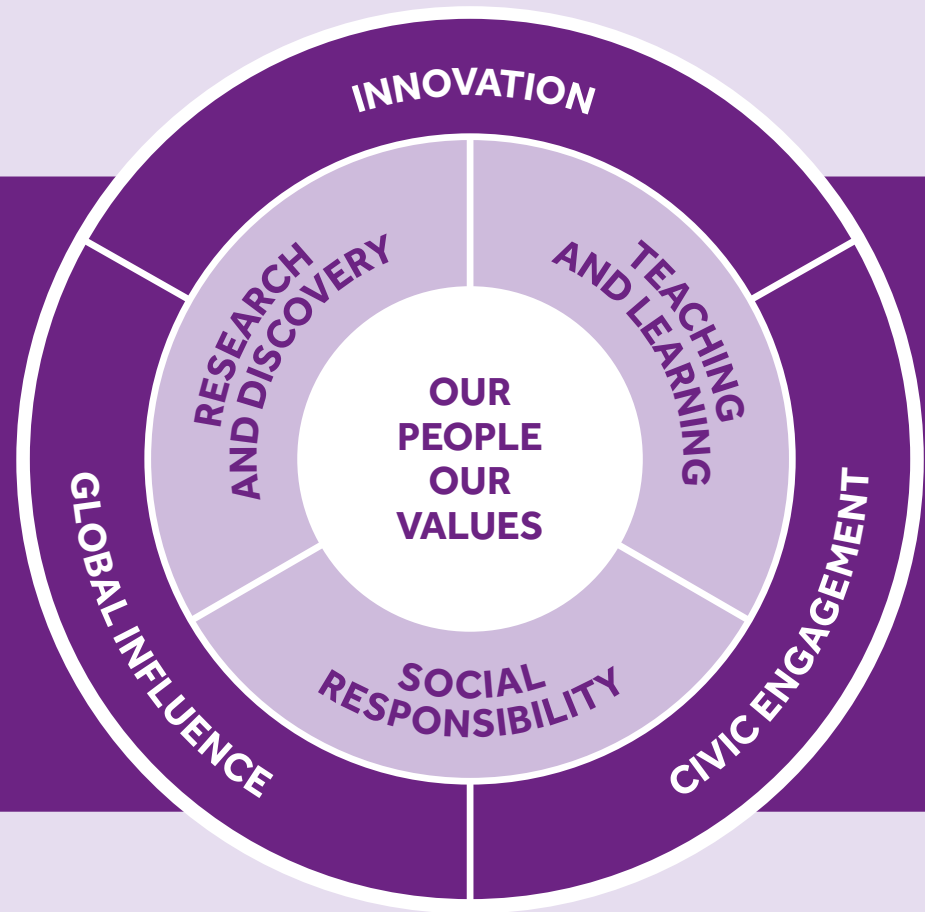 INNOVATION
RESEARCH
AND DISCOVERY
TEACHING
AND LEARNING
OUR
PEOPLE
OUR
VALUES
GLOBAL INFLUENCE
CIVIC ENGAGEMENT
SOCIAL
RESPONSIBILITY